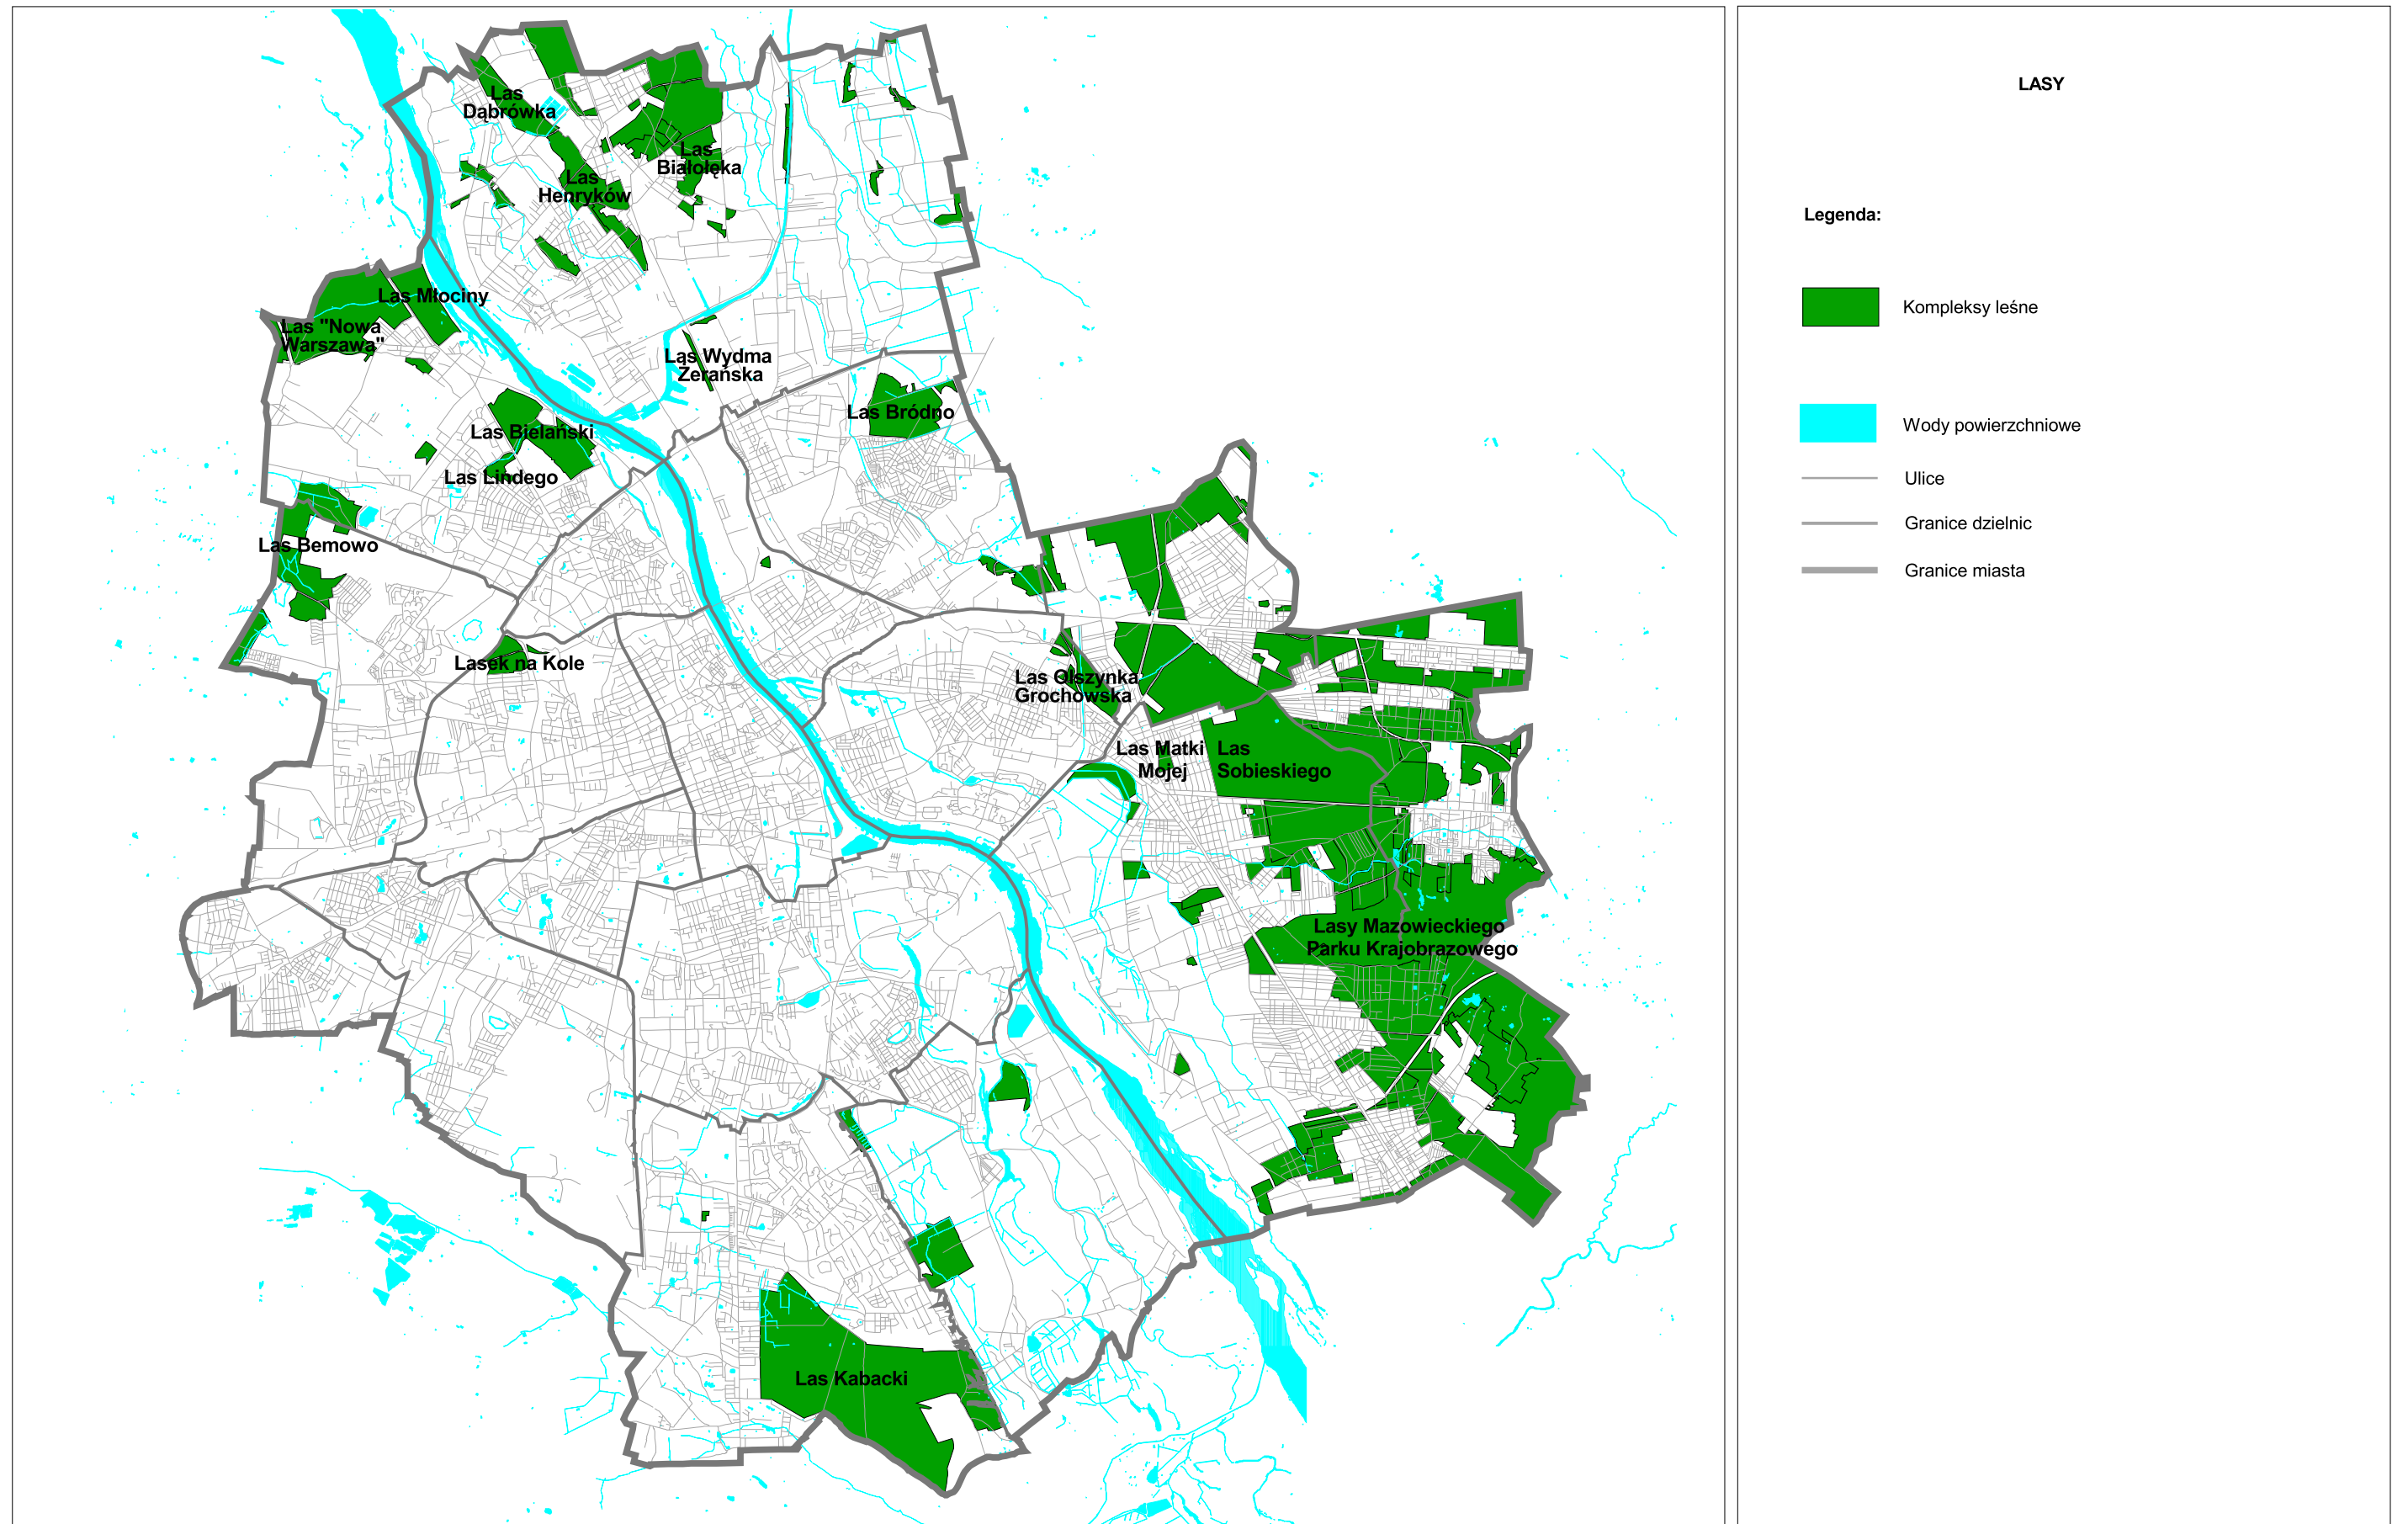 Las
Dąbrówka
Las
Białołęka
Las
Henryków
Las Młociny
Las "Nowa
Warszawa"
Las Wydma
Żerańska
Las Bródno
Las Bielański
Las Lindego
Las Bemowo
Lasek na Kole
Las Olszynka
Grochowska
Las Matki
Mojej
Las
Sobieskiego
Lasy Mazowieckiego
Parku Krajobrazowego
Las Kabacki
LASY
Legenda:
Kompleksy leśne
Wody powierzchniowe
Ulice
Granice dzielnic
Granice miasta